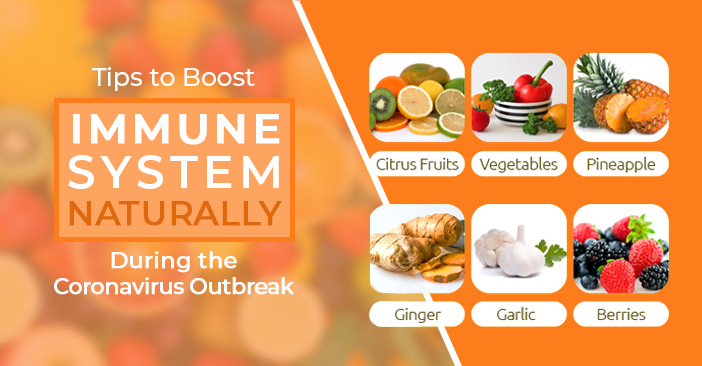 Tips to Boost
IMMUNE
SYSTEM
NATURALLY
During the
Coronavirus Outbreak
Citrus Fruits
Vegetables
Pineapple
Ginger
Garlic
Berries